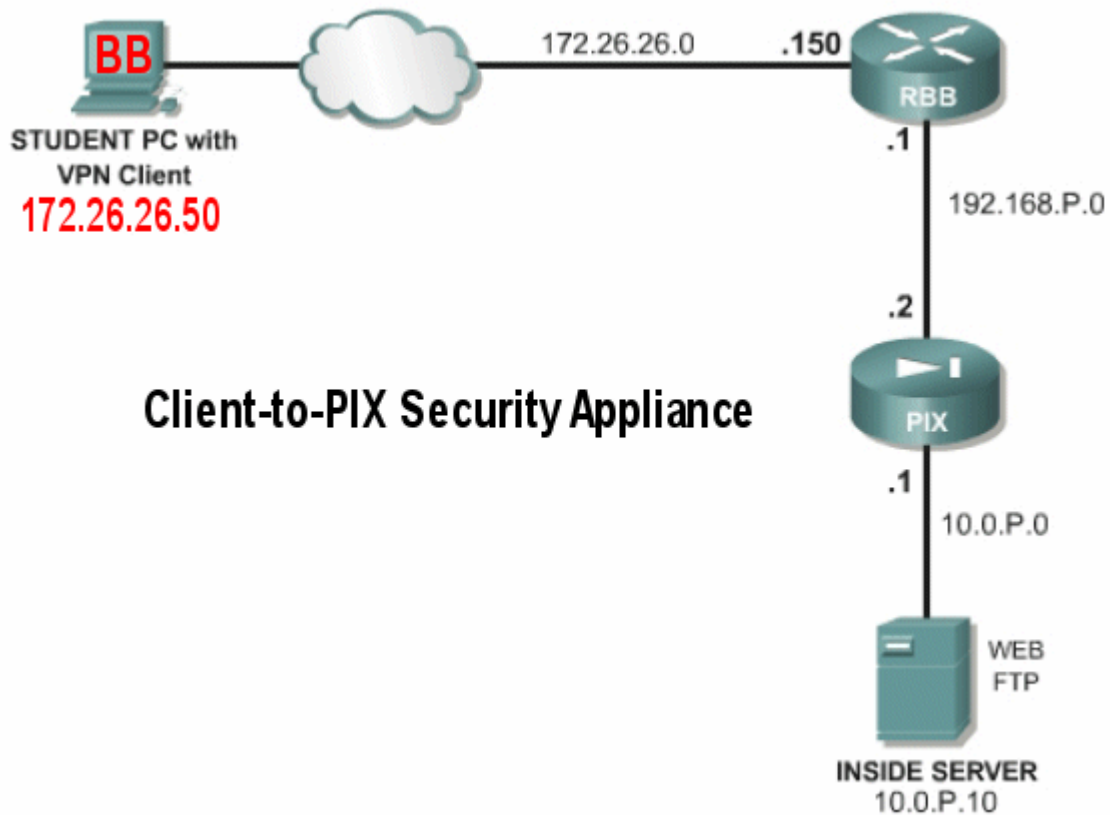 BB
STUDENT PC with
VPN Client
172.26.26.50
172.26.26.0
.150
RBB
.1
192.168.P.0
.2
Client-to-PIX Security Appliance
PIX
.1
10.0.P.0
WEB
FTP
INSIDE SERVER
10.0.P.10